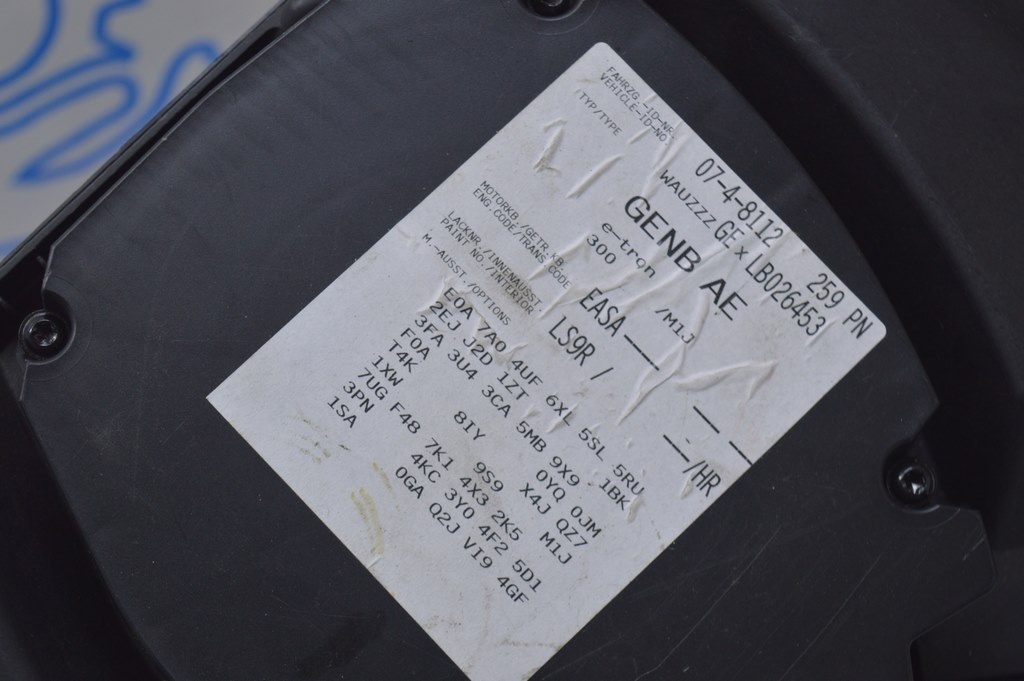 07-4-8112 259 PN
FAHRZG.-ID-NR.
VEHICLE-ID-NO. WAUZZZGExLB026453
TYP/TYPE GENB AE
e-tron
300 /M1J
MOTORKB./GETR.KB.
ENG.CODE/TRANS.CODE EASA
LACKNR./INNENAUSST.
PAINT NO./INTERIOR LS9R / /HR
M.-AUSST./OPTIONS
E0A 7A0 4UF 6XL 5SL 5RU
2EJ J2D 1ZT 1BK
3FA 3U4 3CA 5MB 9X9
F0A 0YQ 0JM
T4K 8IY X4J QZ7
1XW 9S9 M1J
7UG F48 7K1 4X3 2K5
3PN 4KC 3Y0 4F2 5D1
1SA 0GA Q2J VI9 4GF